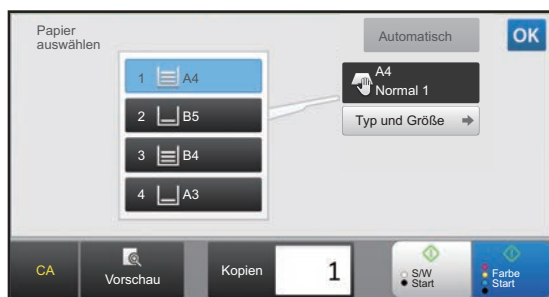 Papier
auswählen
Automatisch
OK
1 A4
2 B5
3 B4
4 A3
A4
Normal 1
Typ und Größe
CA
Vorschau
Kopien
1
S/W
Start
Farbe
Start